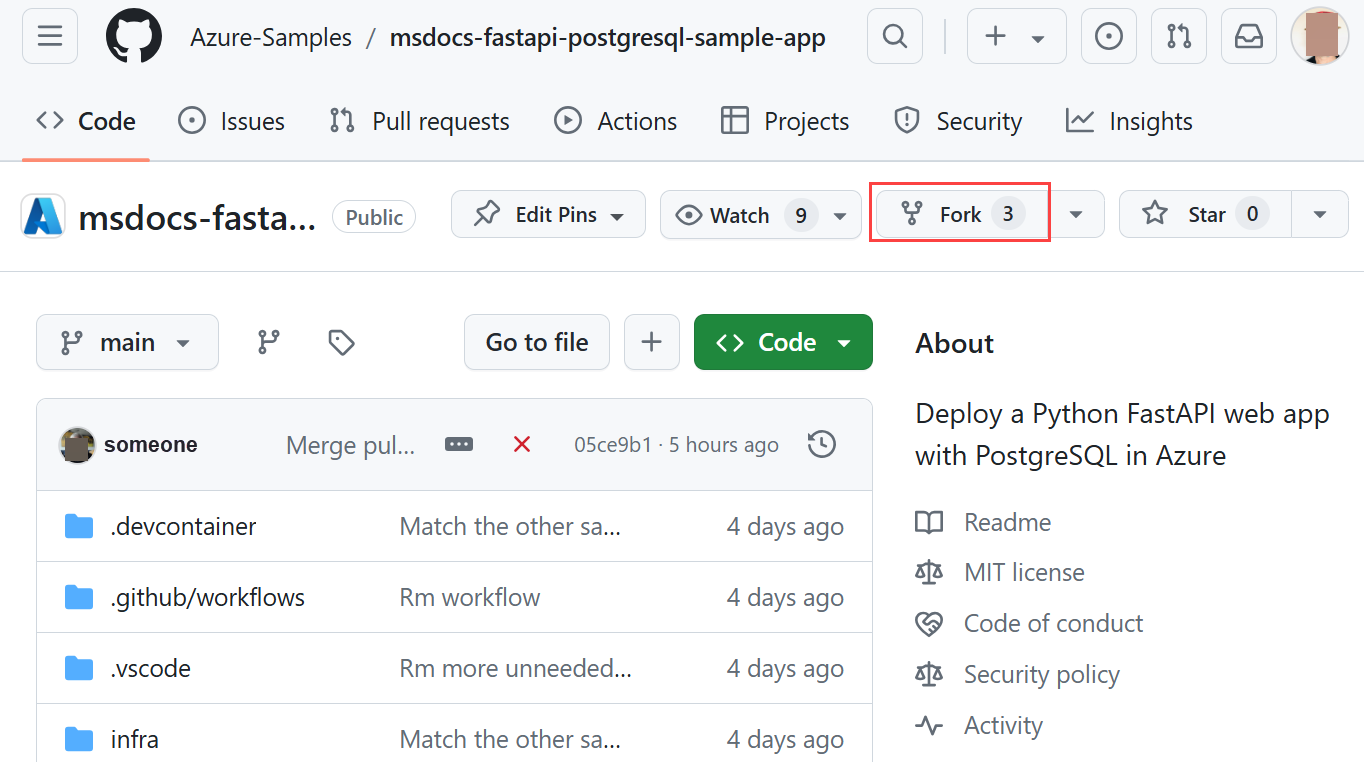 Azure-Samples / msdocs-fastapi-postgresql-sample-app
Code Issues Pull requests Actions Projects Security Insights
msdocs-fasta... Public Edit Pins Watch 9 Fork 3 Star 0
main Go to file Code
About
Deploy a Python FastAPI web app
with PostgreSQL in Azure
someone Merge pul... 05ce9b1 · 5 hours ago
.devcontainer Match the other sa... 4 days ago
.github/workflows Rm workflow 4 days ago
.vscode Rm more unneeded... 4 days ago
infra Match the other sa... 4 days ago
Readme
MIT license
Code of conduct
Security policy
Activity